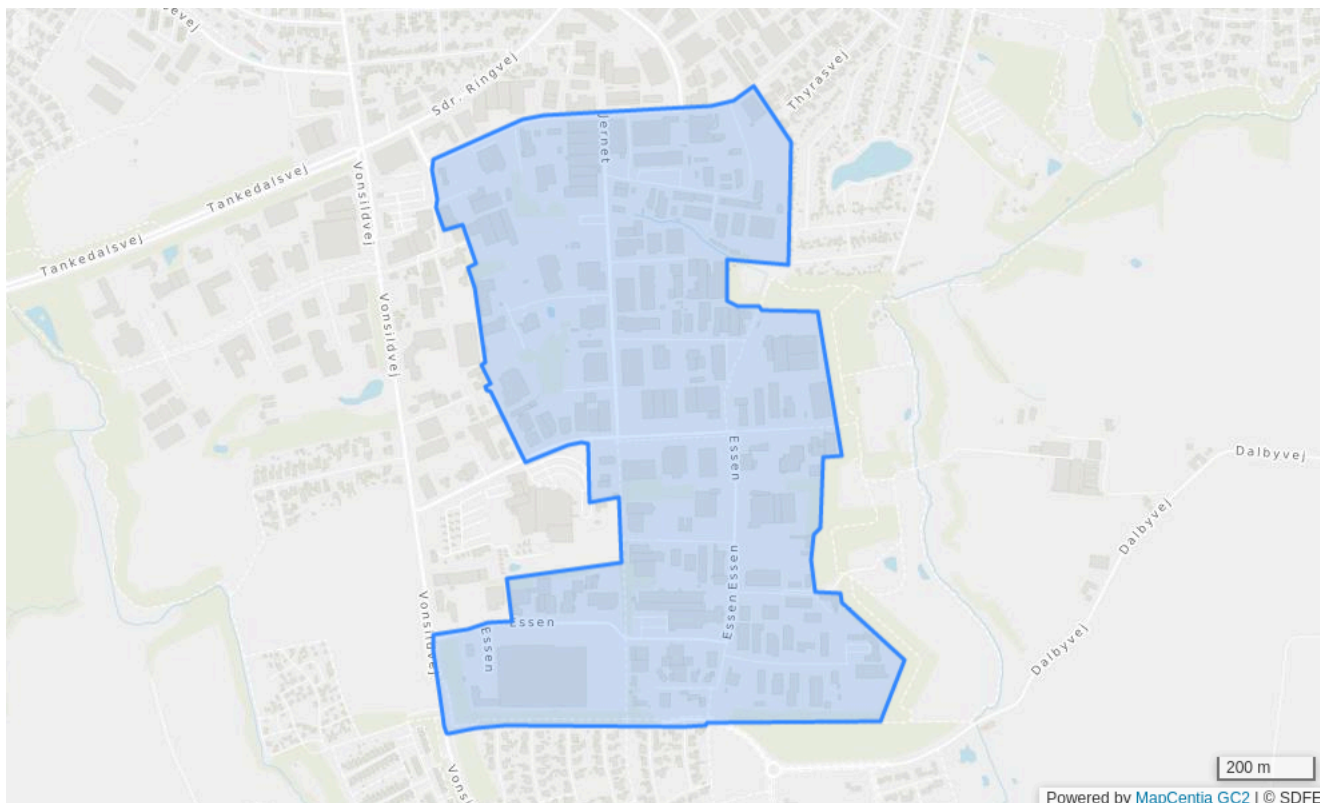 Sdr. Ringvej
Thyrasvej
Jernet
Tankedalsvej
Vonsildvej
Tankedalsvej
Vonsildvej
Essen
Dalbyvej
Dalbyvej
Essen
Essen
Vonsildvej
Essen
Essen
Dalbyvej
200 m
Powered by MapCentia GC2 | © SDFE